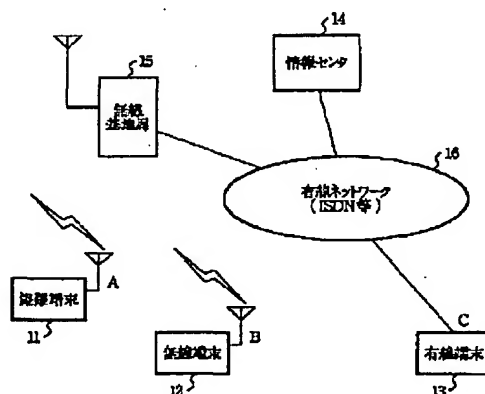 14
情報センタ
15
無線
基地局
16
有線ネットワーク
(ISDN等)
A
無線端末
11
B
無線端末
12
C
有線端末
13